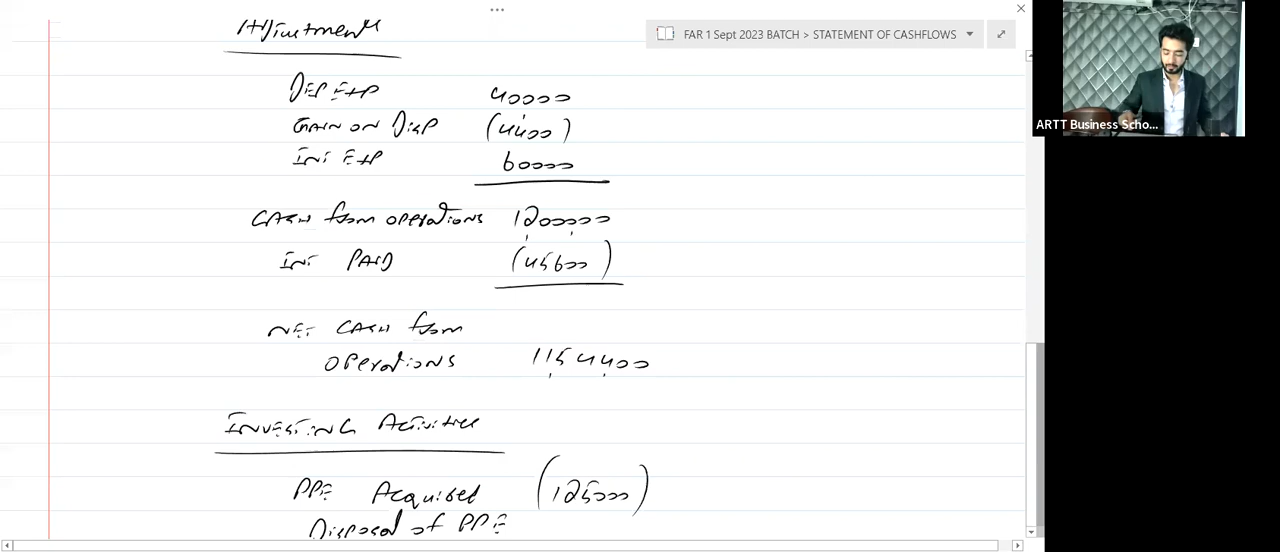 FAR 1 Sept 2023 BATCH > STATEMENT OF CASHFLOWS
ARTT Business Scho...
Adjustments
DEP EXP 40000
GAIN ON DISP (4400)
INT EXP 60000
CASH from operations 1200000
INT PAID (45600)
NET CASH from
operations 1154400
INVESTING Activities
PPE Acquired (125000)
Disposal of PPE